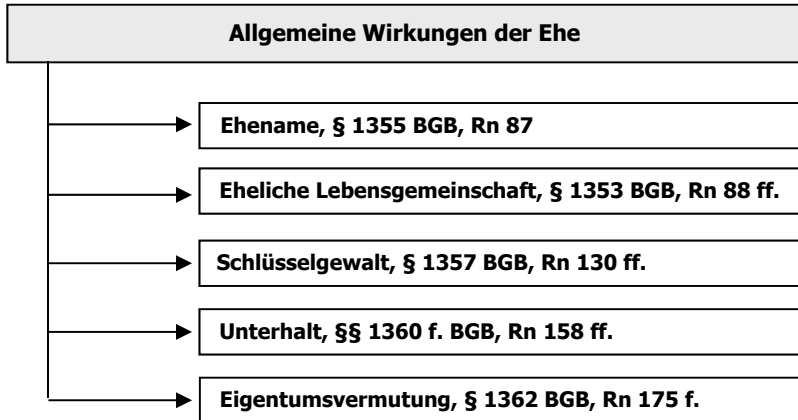 Allgemeine Wirkungen der Ehe
Ehename, § 1355 BGB, Rn 87
Eheliche Lebensgemeinschaft, § 1353 BGB, Rn 88 ff.
Schlüsselgewalt, § 1357 BGB, Rn 130 ff.
Unterhalt, §§ 1360 f. BGB, Rn 158 ff.
Eigentumsvermutung, § 1362 BGB, Rn 175 f.